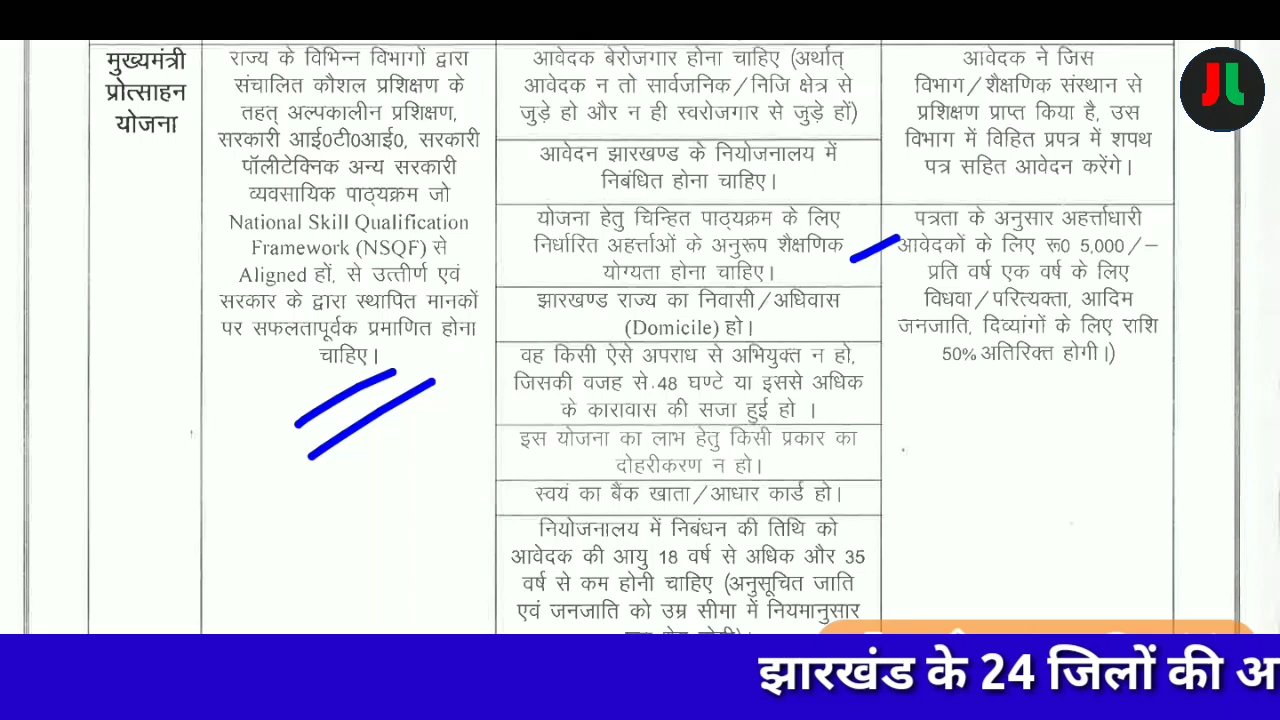 मुख्यमंत्री
प्रोत्साहन
योजना
राज्य के विभिन्न विभागों द्वारा
संचालित कौशल प्रशिक्षण के
तहत् अल्पकालीन प्रशिक्षण,
सरकारी आई0टी0आई0, सरकारी
पॉलीटेक्निक अन्य सरकारी
व्यवसायिक पाठ्यक्रम जो
National Skill Qualification
Framework (NSQF) से
Aligned हों, से उत्तीर्ण एवं
सरकार के द्वारा स्थापित मानकों
पर सफलतापूर्वक प्रमाणित होना
चाहिए।
आवेदक बेरोजगार होना चाहिए (अर्थात्
आवेदक न तो सार्वजनिक/निजि क्षेत्र से
जुड़े हो और न ही स्वरोजगार से जुड़े हों)
आवेदन झारखण्ड के नियोजनालय में
निबंधित होना चाहिए।
योजना हेतु चिन्हित पाठ्यक्रम के लिए
निर्धारित अहर्त्ताओं के अनुरूप शैक्षणिक
योग्यता होना चाहिए।
झारखण्ड राज्य का निवासी/अधिवास
(Domicile) हो।
वह किसी ऐसे अपराध से अभियुक्त न हो,
जिसकी वजह से 48 घण्टे या इससे अधिक
के कारावास की सजा हुई हो ।
इस योजना का लाभ हेतु किसी प्रकार का
दोहरीकरण न हो।
स्वयं का बैंक खाता/आधार कार्ड हो।
नियोजनालय में निबंधन की तिथि को
आवेदक की आयु 18 वर्ष से अधिक और 35
वर्ष से कम होनी चाहिए (अनुसूचित जाति
एवं जनजाति को उम्र सीमा में नियमानुसार
आवेदक ने जिस
विभाग/शैक्षणिक संस्थान से
प्रशिक्षण प्राप्त किया है, उस
विभाग में विहित प्रपत्र में शपथ
पत्र सहित आवेदन करेंगे।
पत्रता के अनुसार अहर्त्ताधारी
आवेदकों के लिए रू0 5,000/–
प्रति वर्ष एक वर्ष के लिए
विधवा/परित्यक्ता, आदिम
जनजाति, दिव्यांगों के लिए राशि
50% अतिरिक्त होगी।)
झारखंड के 24 जिलों की अ